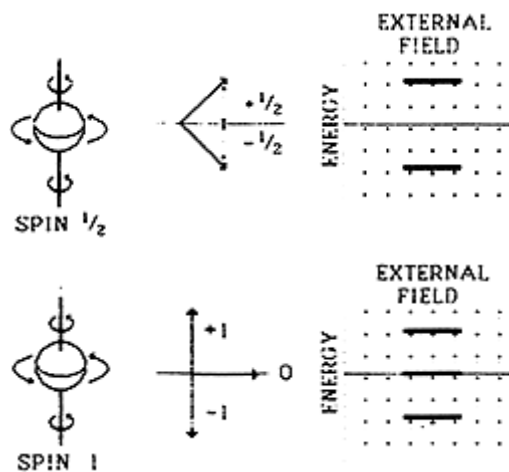 EXTERNAL
FIELD
+1/2
-1/2
ENERGY
SPIN 1/2
EXTERNAL
FIELD
+1
0
-1
ENERGY
SPIN 1